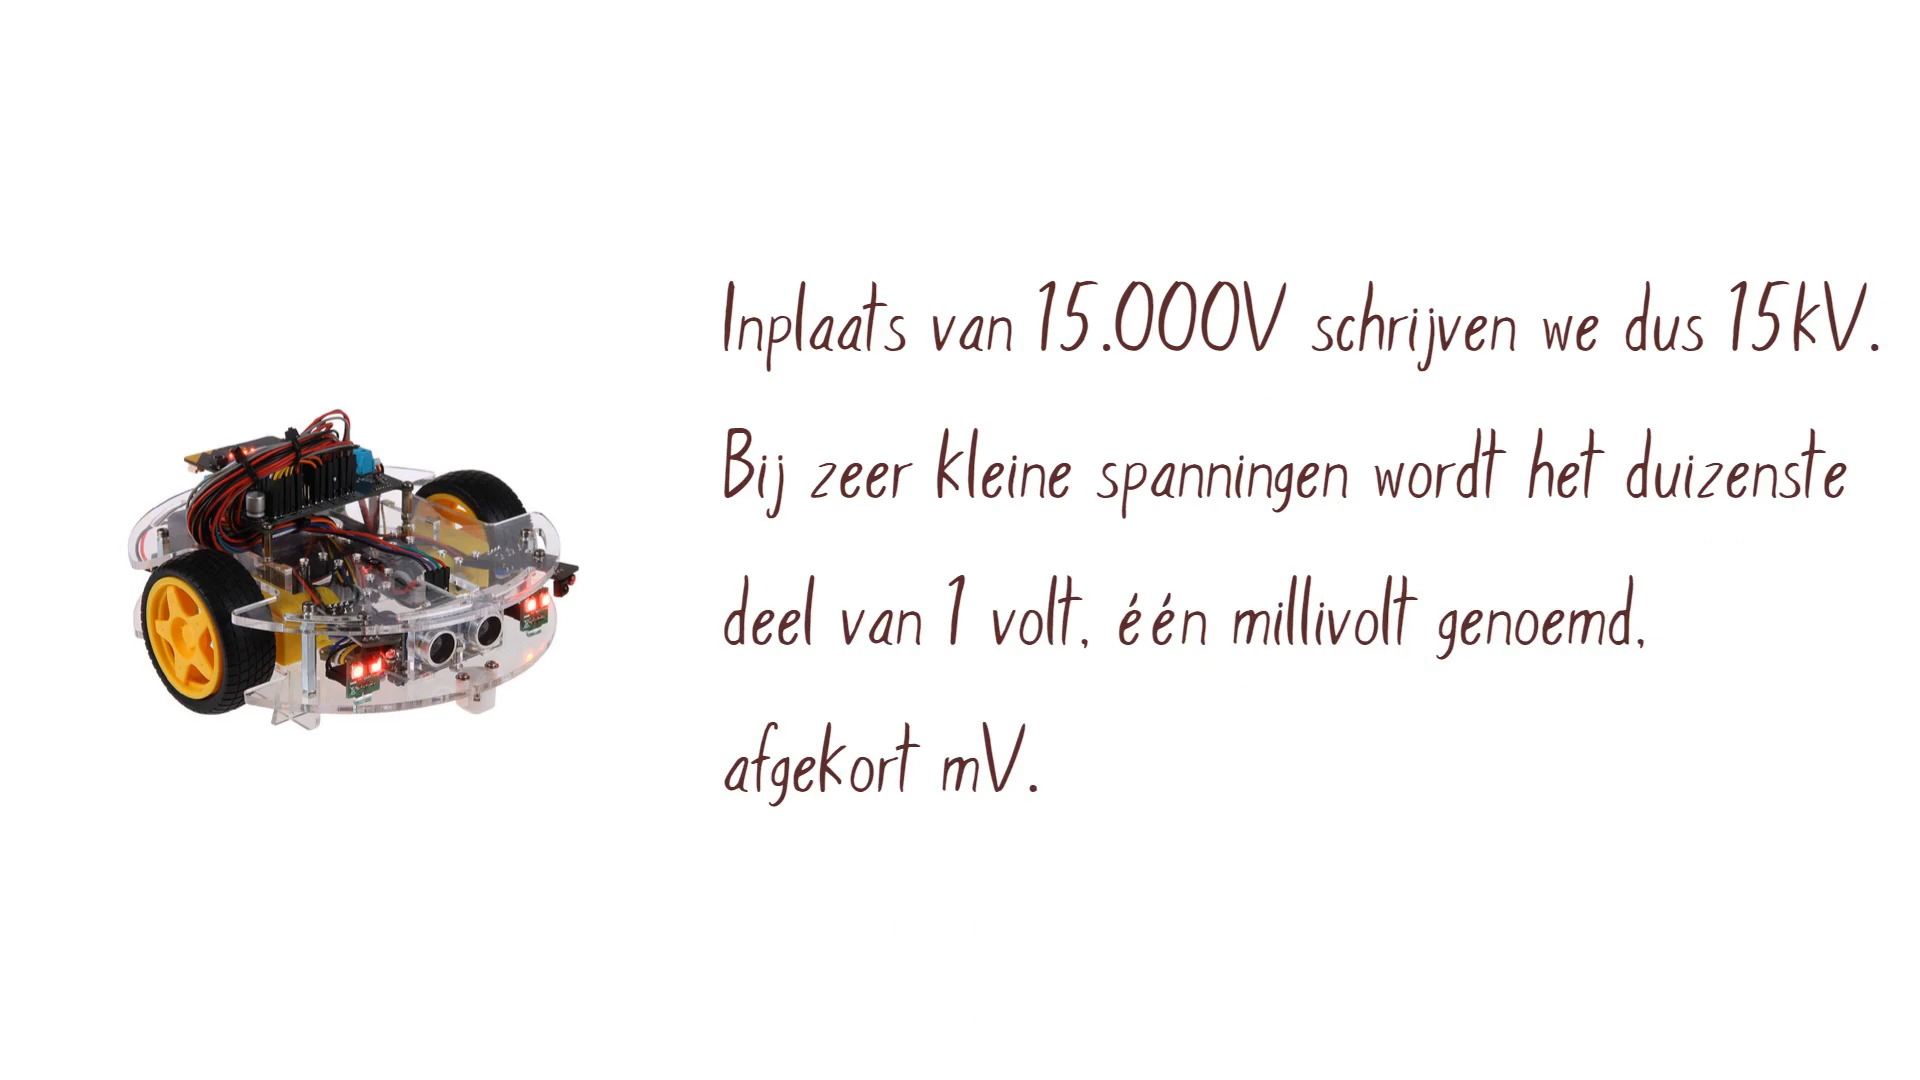 Inplaats van 15.000V schrijven we dus 15kV.
Bij zeer kleine spanningen wordt het duizenste
deel van 1 volt, één millivolt genoemd,
afgekort mV.